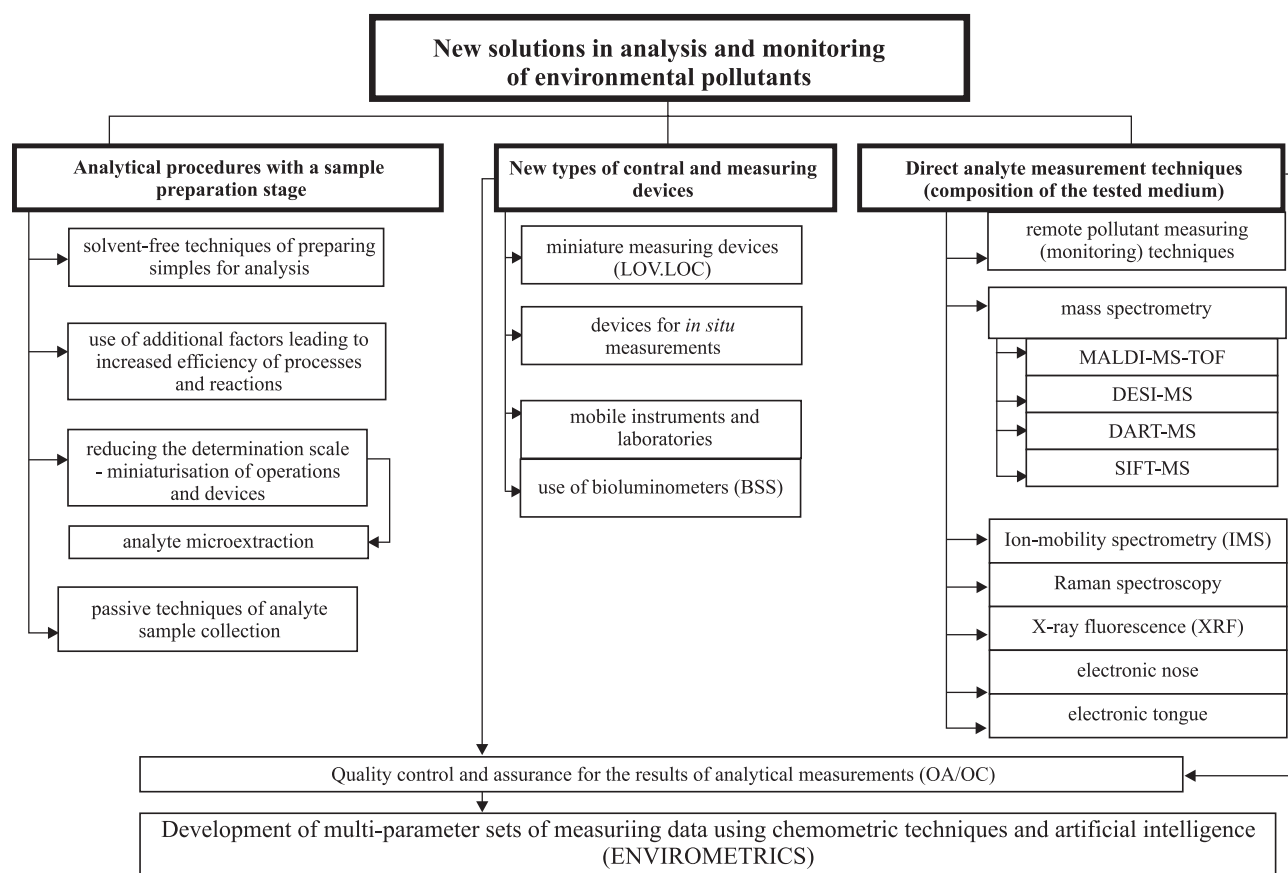 New solutions in analysis and monitoring
of environmental pollutants
Analytical procedures with a sample
preparation stage
solvent-free techniques of preparing
simples for analysis
use of additional factors leading to
increased efficiency of processes
and reactions
reducing the determination scale
- miniaturisation of operations
and devices
analyte microextraction
passive techniques of analyte
sample collection
New types of contral and measuring
devices
miniature measuring devices
(LOV.LOC)
devices for in situ
measurements
mobile instruments and
laboratories
use of bioluminometers (BSS)
Direct analyte measurement techniques
(composition of the tested medium)
remote pollutant measuring
(monitoring) techniques
mass spectrometry
MALDI-MS-TOF
DESI-MS
DART-MS
SIFT-MS
Ion-mobility spectrometry (IMS)
Raman spectroscopy
X-ray fluorescence (XRF)
electronic nose
electronic tongue
Quality control and assurance for the results of analytical measurements (OA/OC)
Development of multi-parameter sets of measuriing data using chemometric techniques and artificial intelligence
(ENVIROMETRICS)